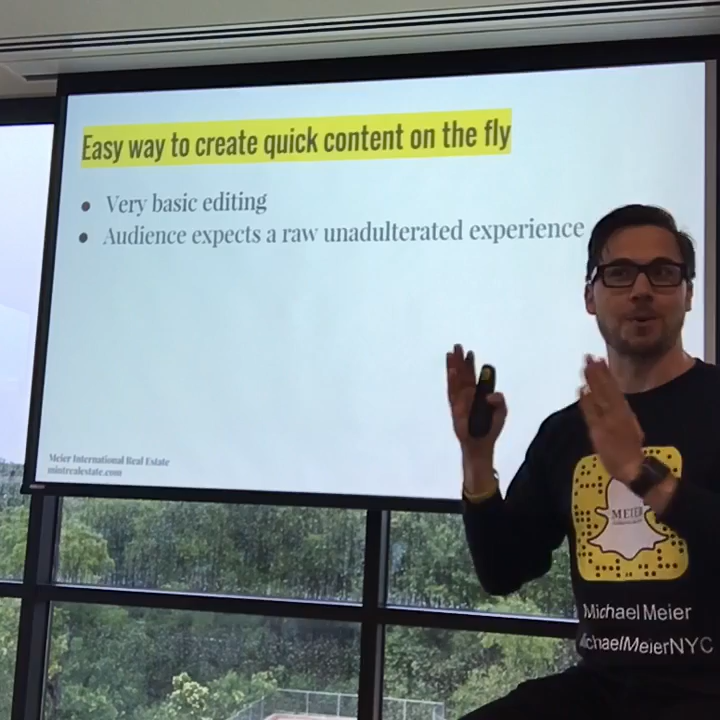 Easy way to create quick content on the fly
● Very basic editing
● Audience expects a raw unadulterated experience
Meier International Real Estate
mintrealestate.com
MEIER
Michael Meier
ichaelMeierNYC